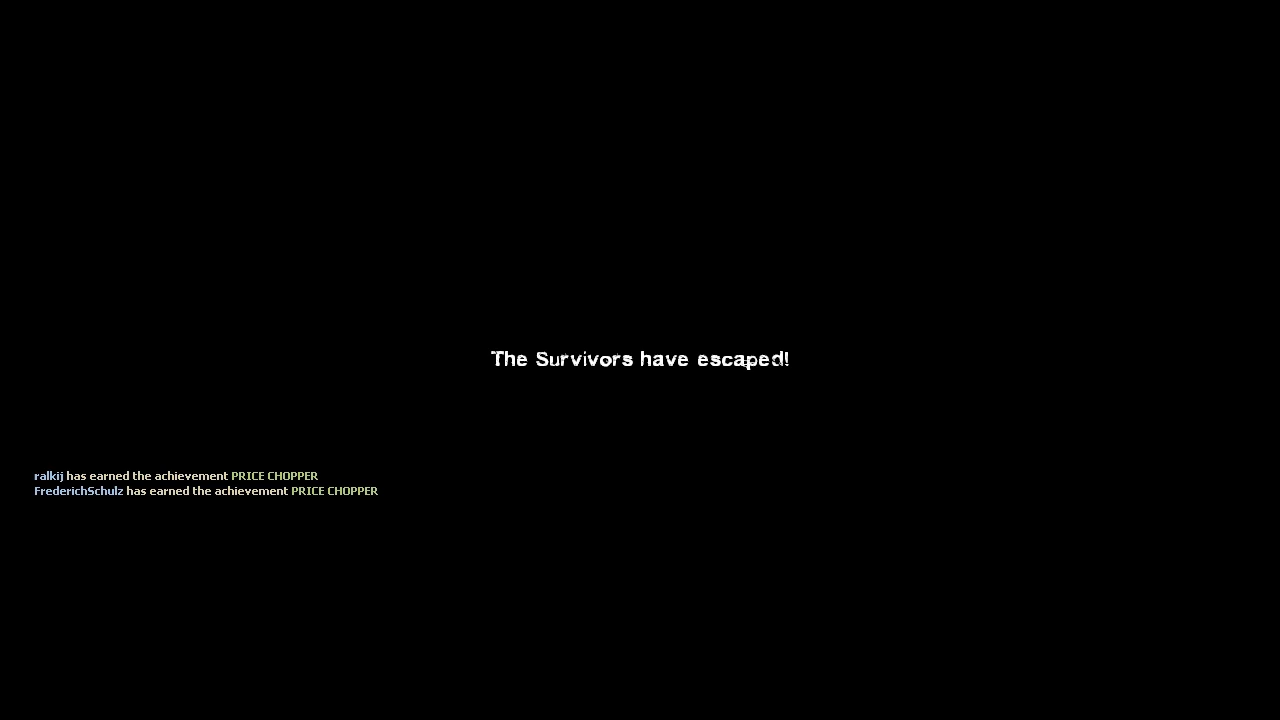 The Survivors have escaped!
ralkij has earned the achievement PRICE CHOPPER
FrederichSchulz has earned the achievement PRICE CHOPPER